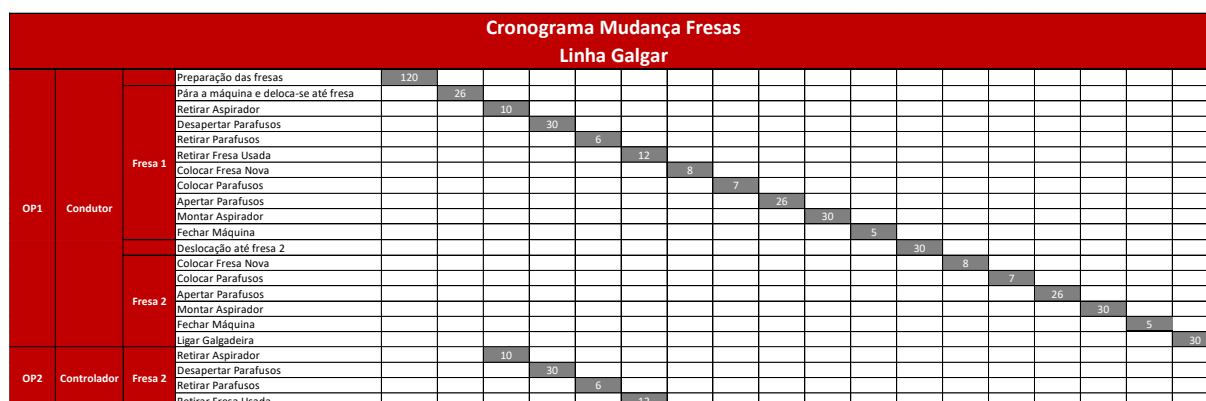 Cronograma Mudança Fresas
Linha Galgar
Preparação das fresas 120
Pára a máquina e deloca-se até fresa 26
Retirar Aspirador 10
Desapertar Parafusos 30
Retirar Parafusos 6
Fresa 1 Retirar Fresa Usada 12
Colocar Fresa Nova 8
Colocar Parafusos 7
OP1 Condutor Apertar Parafusos 26
Montar Aspirador 30
Fechar Máquina 5
Deslocação até fresa 2 30
Colocar Fresa Nova 8
Colocar Parafusos 7
Fresa 2 Apertar Parafusos 26
Montar Aspirador 30
Fechar Máquina 5
Ligar Galgadeira 30
Retirar Aspirador 10
OP2 Controlador Fresa 2 Desapertar Parafusos 30
Retirar Parafusos 6
Retirar Fresa Usada 12